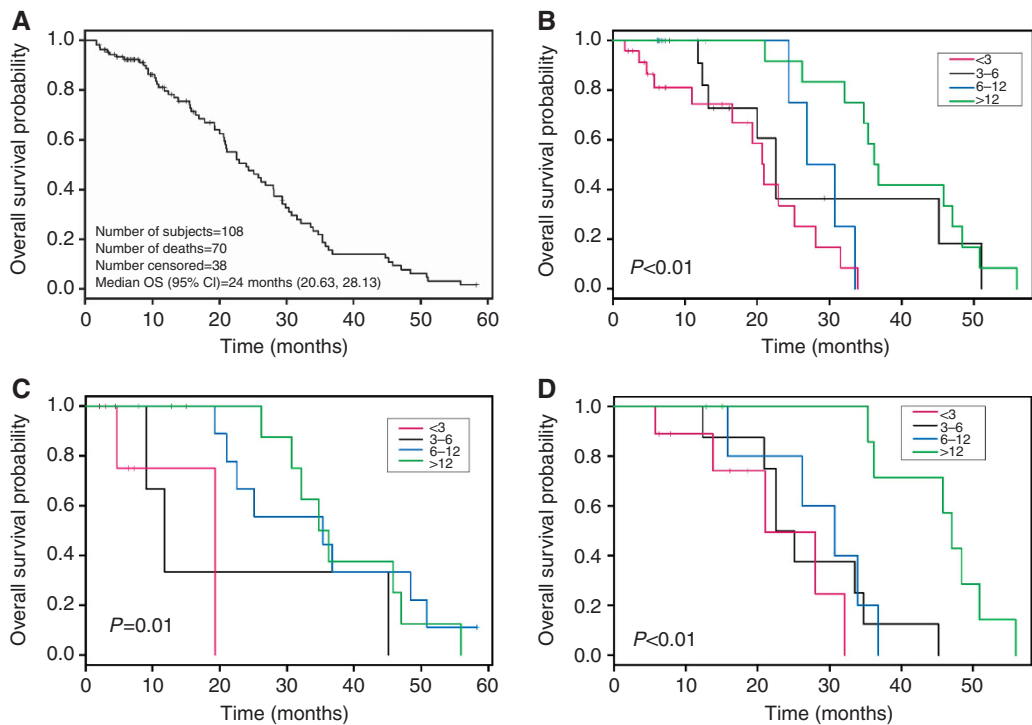 A
Overall survival probability
1.0
0.8
0.6
0.4
0.2
0.0
Number of subjects=108
Number of deaths=70
Number censored=38
Median OS (95% CI)=24 months (20.63, 28.13)
0 10 20 30 40 50 60
Time (months)
B
Overall survival probability
1.0
0.8
0.6
0.4
0.2
0.0
<3
3–6
6–12
>12
P<0.01
0 10 20 30 40 50
Time (months)
C
Overall survival probability
1.0
0.8
0.6
0.4
0.2
0.0
<3
3–6
6–12
>12
P=0.01
0 10 20 30 40 50 60
Time (months)
D
Overall survival probability
1.0
0.8
0.6
0.4
0.2
0.0
<3
3–6
6–12
>12
P<0.01
0 10 20 30 40 50
Time (months)